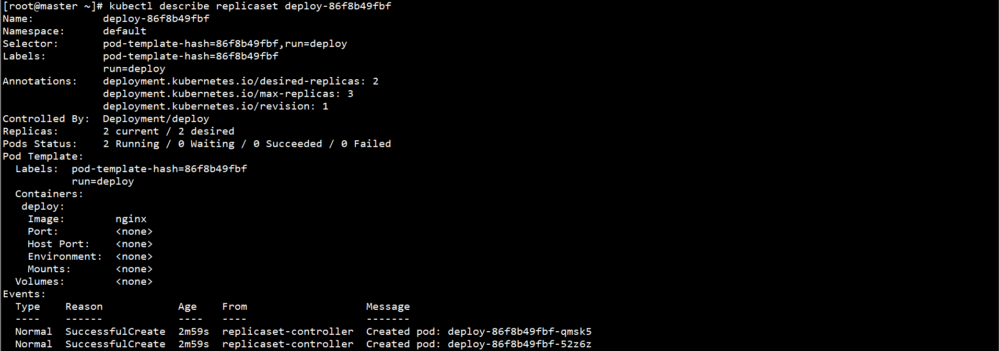 [root@master ~]# kubectl describe replicaset deploy-86f8b49fbf
Name:           deploy-86f8b49fbf
Namespace:      default
Selector:       pod-template-hash=86f8b49fbf,run=deploy
Labels:         pod-template-hash=86f8b49fbf
                run=deploy
Annotations:    deployment.kubernetes.io/desired-replicas: 2
                deployment.kubernetes.io/max-replicas: 3
                deployment.kubernetes.io/revision: 1
Controlled By:  Deployment/deploy
Replicas:       2 current / 2 desired
Pods Status:    2 Running / 0 Waiting / 0 Succeeded / 0 Failed
Pod Template:
  Labels:  pod-template-hash=86f8b49fbf
           run=deploy
  Containers:
   deploy:
    Image:        nginx
    Port:         <none>
    Host Port:    <none>
    Environment:  <none>
    Mounts:       <none>
  Volumes:        <none>
Events:
  Type    Reason            Age    From                   Message
  ----    ------            ----   ----                   -------
  Normal  SuccessfulCreate  2m59s  replicaset-controller  Created pod: deploy-86f8b49fbf-qmsk5
  Normal  SuccessfulCreate  2m59s  replicaset-controller  Created pod: deploy-86f8b49fbf-52z6z